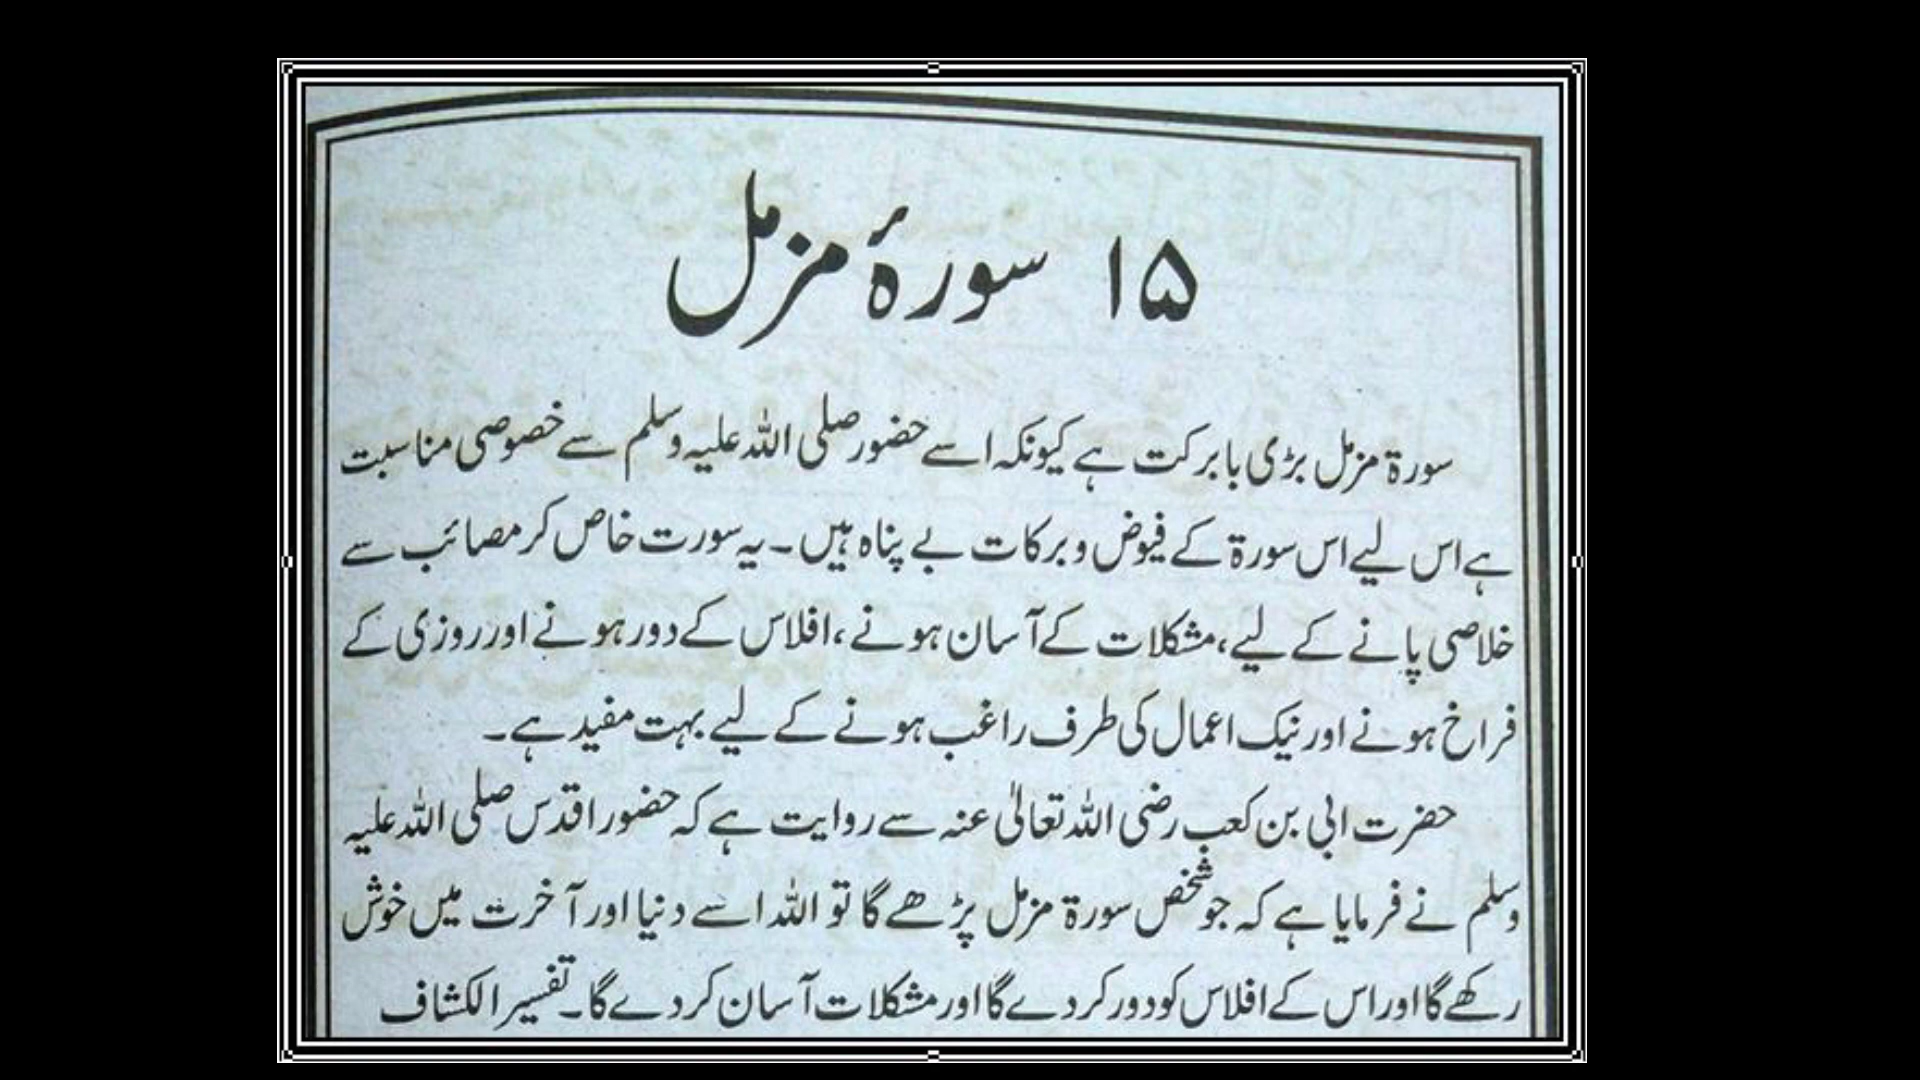 ۱۵ سورۂ مزمل
سورۃ مزمل بڑی بابرکت ہے کیونکہ اسے حضور صلی اللہ علیہ وسلم سے خصوصی مناسبت
ہے اس لیے اس سورۃ کے فیوض و برکات بے پناہ ہیں۔ یہ سورت خاص کر مصائب سے
خلاصی پانے کے لیے، مشکلات کے آسان ہونے، افلاس کے دور ہونے اور روزی کے
فراخ ہونے اور نیک اعمال کی طرف راغب ہونے کے لیے بہت مفید ہے۔
حضرت ابی بن کعب رضی اللہ تعالیٰ عنہ سے روایت ہے کہ حضور اقدس صلی اللہ علیہ
وسلم نے فرمایا ہے کہ جو شخص سورۃ مزمل پڑھے گا تو اللہ اسے دنیا اور آخرت میں خوش
رکھے گا اور اس کے افلاس کو دور کر دے گا اور مشکلات آسان کر دے گا۔ تفسیر الکشاف